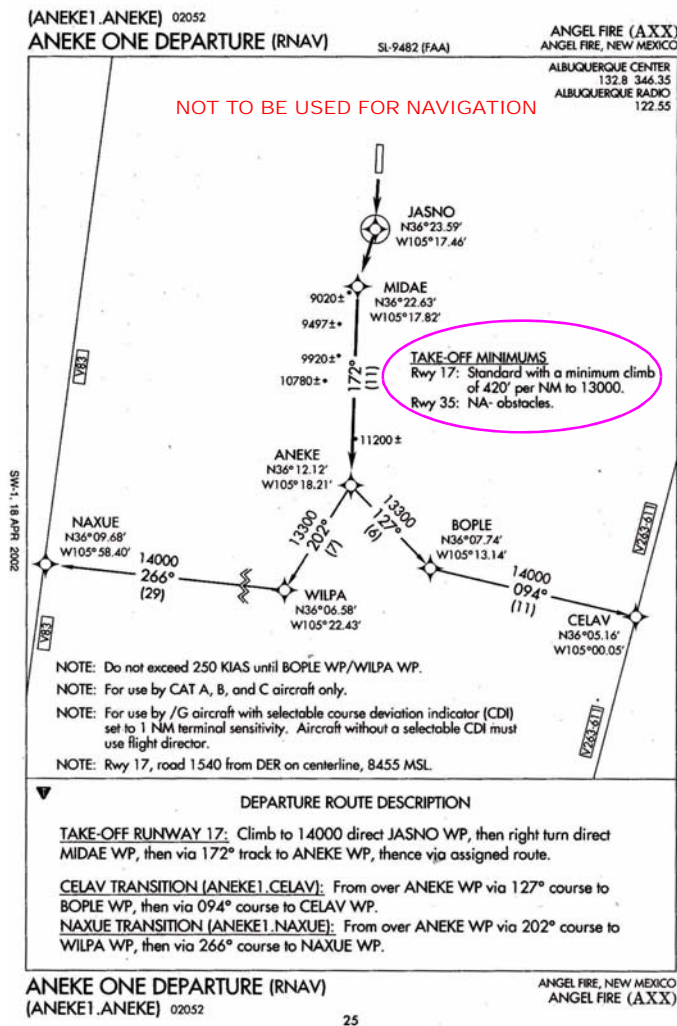 (ANEKE1.ANEKE) 02052
ANEKE ONE DEPARTURE (RNAV)
SL-9482 (FAA)
ANGEL FIRE (AXX)
ANGEL FIRE, NEW MEXICO
ALBUQUERQUE CENTER
132.8 346.35
ALBUQUERQUE RADIO
122.55
NOT TO BE USED FOR NAVIGATION
JASNO
N36°23.59'
W105°17.46'
MIDAE
N36°22.63'
W105°17.82'
9020±
9497±
9920±
10780±
172°
(11)
TAKE-OFF MINIMUMS
Rwy 17: Standard with a minimum climb
of 420' per NM to 13000.
Rwy 35: NA- obstacles.
11200±
V83
ANEKE
N36°12.12'
W105°18.21'
SW-1, 18 APR, 2002
NAXUE
N36°09.68'
W105°58.40'
14000
266°
(29)
13300
202°
(7)
13300
127°
(6)
BOPLE
N36°07.74'
W105°13.14'
V263-611
14000
094°
(11)
WILPA
N36°06.58'
W105°22.43'
CELAV
N36°05.16'
W105°00.05'
V83
V263-611
NOTE: Do not exceed 250 KIAS until BOPLE WP/WILPA WP.
NOTE: For use by CAT A, B, and C aircraft only.
NOTE: For use by /G aircraft with selectable course deviation indicator (CDI)
set to 1 NM terminal sensitivity. Aircraft without a selectable CDI must
use flight director.
NOTE: Rwy 17, road 1540 from DER on centerline, 8455 MSL.
T
DEPARTURE ROUTE DESCRIPTION
TAKE-OFF RUNWAY 17: Climb to 14000 direct JASNO WP, then right turn direct
MIDAE WP, then via 172° track to ANEKE WP, thence via assigned route.
CELAV TRANSITION (ANEKE1.CELAV): From over ANEKE WP via 127° course to
BOPLE WP, then via 094° course to CELAV WP.
NAXUE TRANSITION (ANEKE1.NAXUE): From over ANEKE WP via 202° course to
WILPA WP, then via 266° course to NAXUE WP.
ANEKE ONE DEPARTURE (RNAV)
(ANEKE1.ANEKE) 02052
ANGEL FIRE, NEW MEXICO
ANGEL FIRE (AXX)
25